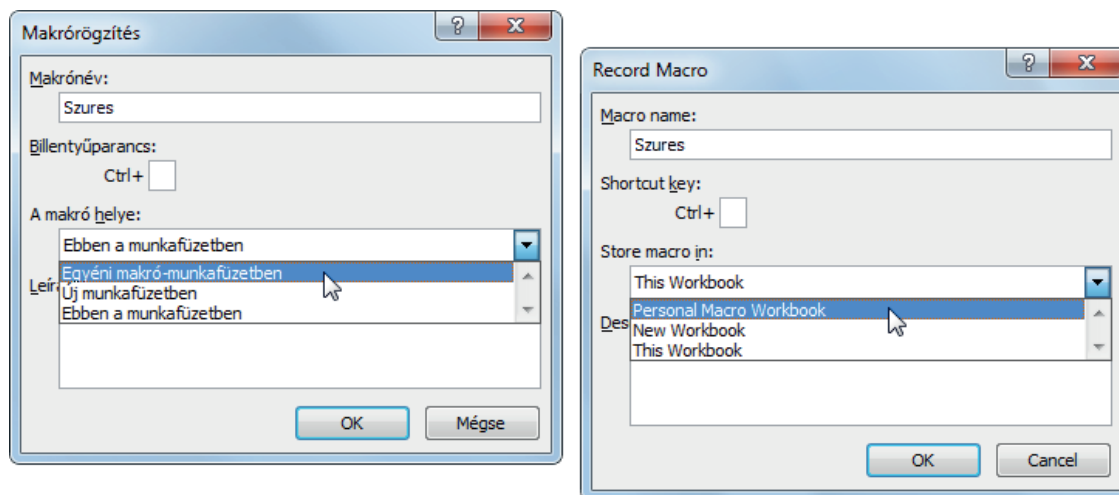 Makrórögzítés
Makrónév:
Szures
Billentyűparancs:
Ctrl+
A makró helye:
Ebben a munkafüzetben
Egyéni makró-munkafüzetben
Új munkafüzetben
Ebben a munkafüzetben
Leír
OK Mégse
Record Macro
Macro name:
Szures
Shortcut key:
Ctrl+
Store macro in:
This Workbook
Personal Macro Workbook
New Workbook
This Workbook
Des
OK Cancel